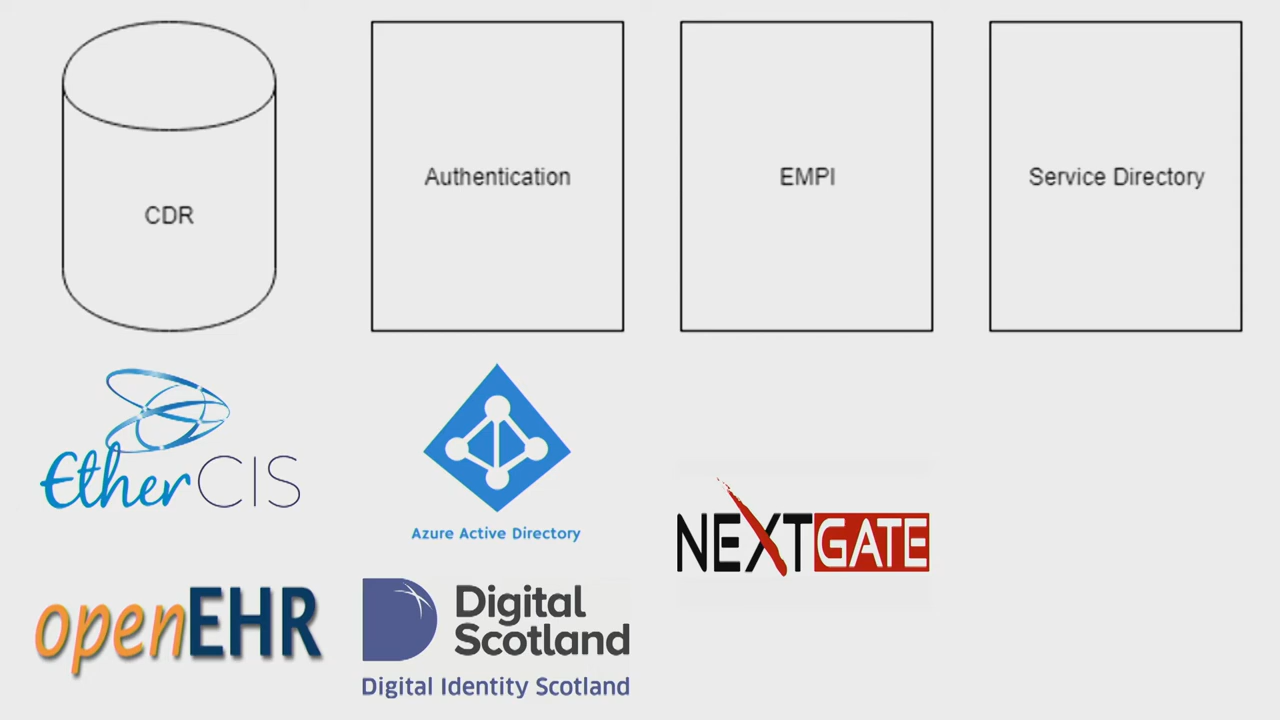 CDR
Authentication
EMPI
Service Directory
EtherCIS
Azure Active Directory
NEXTGATE
openEHR
Digital
Scotland
Digital Identity Scotland